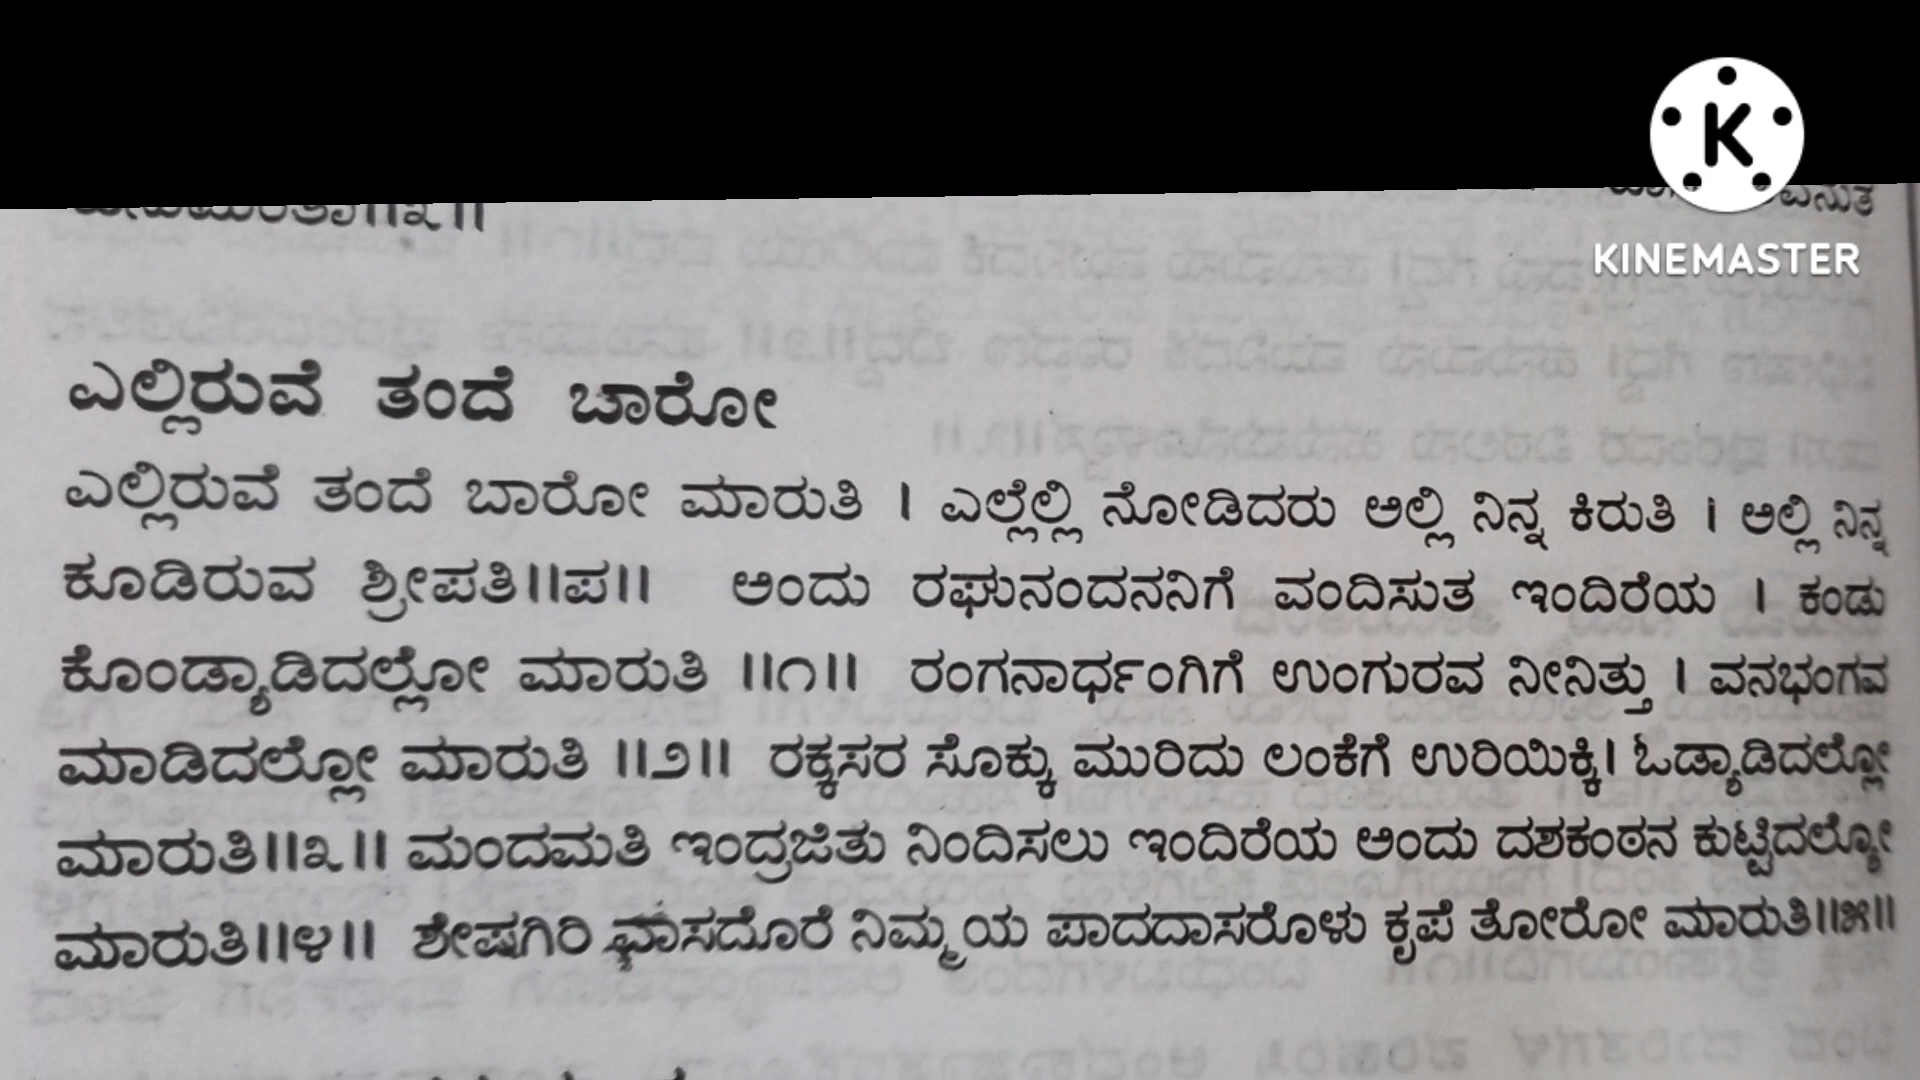 KINEMASTER
ಎಲ್ಲಿರುವೆ ತಂದೆ ಬಾರೋ
ಎಲ್ಲಿರುವೆ ತಂದೆ ಬಾರೋ ಮಾರುತಿ । ಎಲ್ಲೆಲ್ಲಿ ನೋಡಿದರು ಅಲ್ಲಿ ನಿನ್ನ ಕಿರುತಿ । ಅಲ್ಲಿ ನಿನ್ನ
ಕೂಡಿರುವ ಶ್ರೀಪತಿ॥ಪ॥ ಅಂದು ರಘುನಂದನನಿಗೆ ವಂದಿಸುತ ಇಂದಿರೆಯ । ಕಂಡು
ಕೊಂಡ್ಯಾಡಿದಲ್ಲೋ ಮಾರುತಿ ॥೧॥ ರಂಗನಾರ್ಧಂಗಿಗೆ ಉಂಗುರವ ನೀನಿತ್ತು । ವನಭಂಗವ
ಮಾಡಿದಲ್ಲೋ ಮಾರುತಿ ॥೨॥ ರಕ್ಕಸರ ಸೊಕ್ಕು ಮುರಿದು ಲಂಕೆಗೆ ಉರಿಯಿಕ್ಕಿ। ಓಡ್ಯಾಡಿದಲ್ಲೋ
ಮಾರುತಿ॥೩॥ ಮಂದಮತಿ ಇಂದ್ರಜಿತು ನಿಂದಿಸಲು ಇಂದಿರೆಯ ಅಂದು ದಶಕಂಠನ ಕುಟ್ಟಿದಲ್ಲೋ
ಮಾರುತಿ॥೪॥ ಶೇಷಗಿರಿ ನಿಮ್ಮಯ ಪಾದದಾಸರೊಳು ಕೃಪೆ ತೋರೋ ಮಾರುತಿ॥೫॥